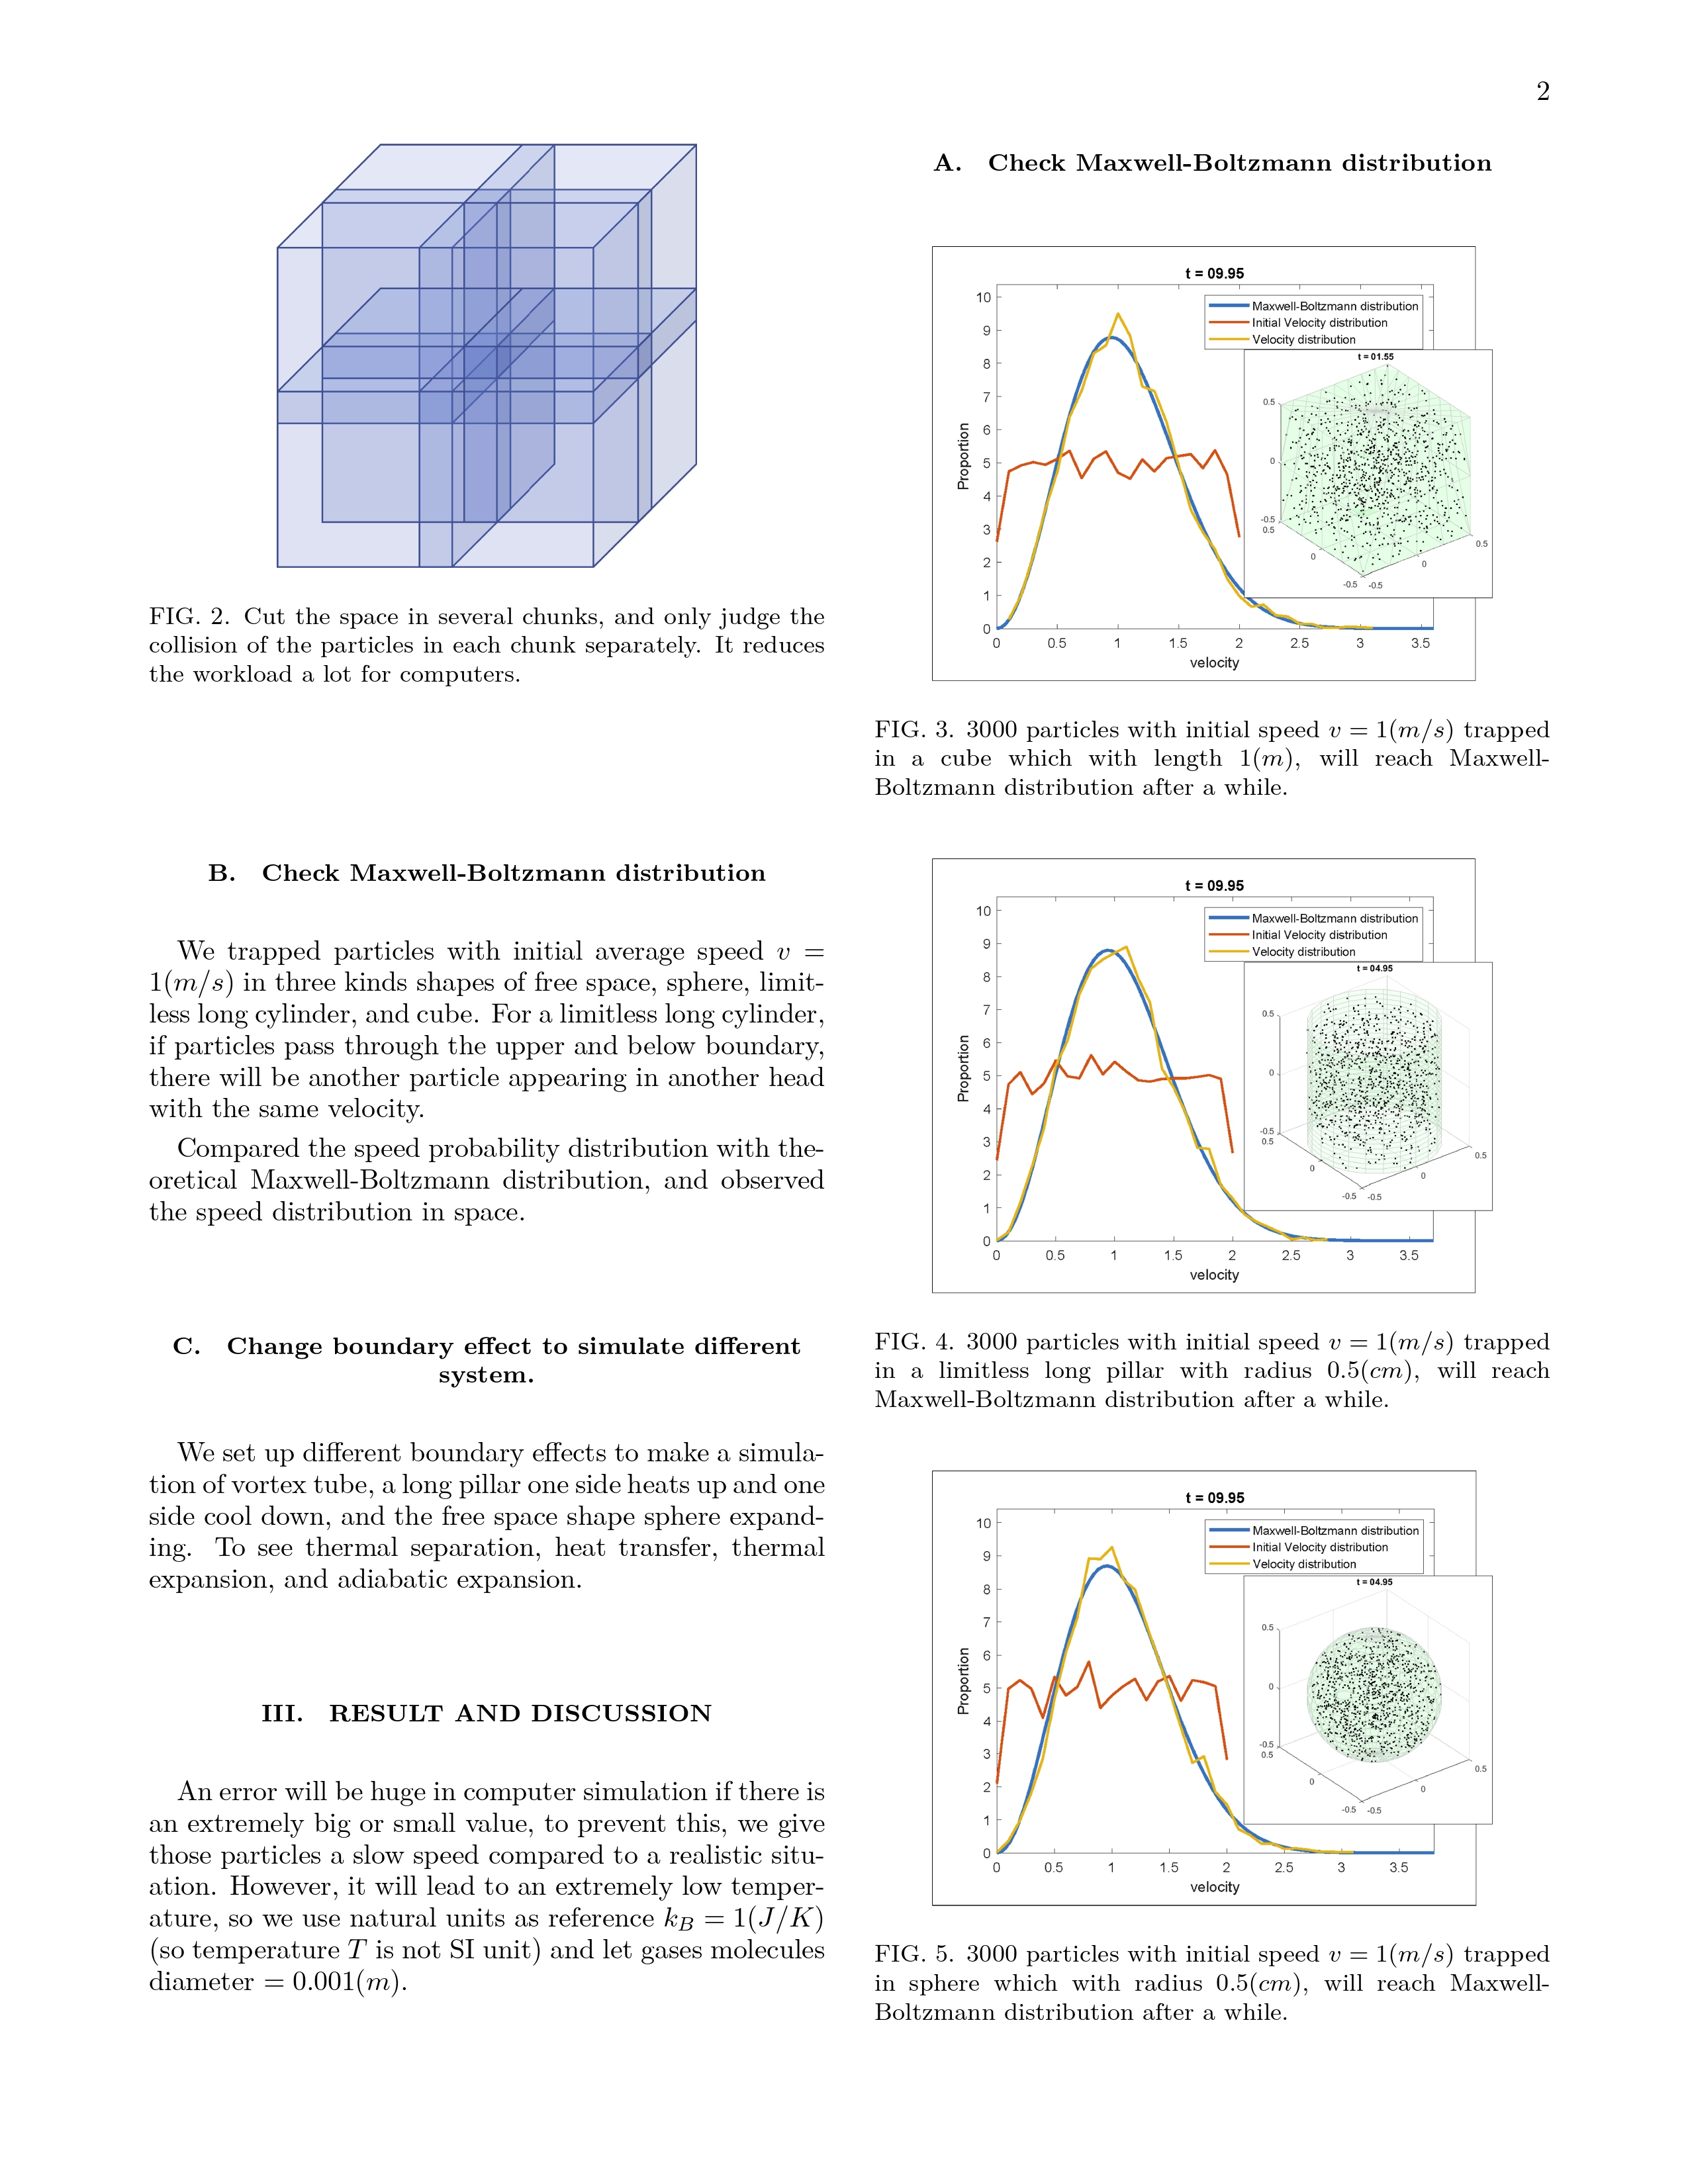 2
FIG. 2. Cut the space in several chunks, and only judge the
collision of the particles in each chunk separately. It reduces
the workload a lot for computers.
B. Check Maxwell-Boltzmann distribution
We trapped particles with initial average speed v =
1(m/s) in three kinds shapes of free space, sphere, limit-
less long cylinder, and cube. For a limitless long cylinder,
if particles pass through the upper and below boundary,
there will be another particle appearing in another head
with the same velocity.
Compared the speed probability distribution with the-
oretical Maxwell-Boltzmann distribution, and observed
the speed distribution in space.
C. Change boundary effect to simulate different
system.
We set up different boundary effects to make a simula-
tion of vortex tube, a long pillar one side heats up and one
side cool down, and the free space shape sphere expand-
ing. To see thermal separation, heat transfer, thermal
expansion, and adiabatic expansion.
III. RESULT AND DISCUSSION
An error will be huge in computer simulation if there is
an extremely big or small value, to prevent this, we give
those particles a slow speed compared to a realistic situ-
ation. However, it will lead to an extremely low temper-
ature, so we use natural units as reference k_B = 1(J/K)
(so temperature T is not SI unit) and let gases molecules
diameter = 0.001(m).
A. Check Maxwell-Boltzmann distribution
t = 09.95
Maxwell-Boltzmann distribution
Initial Velocity distribution
Velocity distribution
10
9
8
7
6
5
4
3
2
1
0
Proportion
0 0.5 1 1.5 2 2.5 3 3.5
velocity
t = 01.55
0.5
0
-0.5
0.5
0
-0.5 -0.5
0
0.5
FIG. 3. 3000 particles with initial speed v = 1(m/s) trapped
in a cube which with length 1(m), will reach Maxwell-
Boltzmann distribution after a while.
t = 09.95
Maxwell-Boltzmann distribution
Initial Velocity distribution
Velocity distribution
10
9
8
7
6
5
4
3
2
1
0
Proportion
0 0.5 1 1.5 2 2.5 3 3.5
velocity
t = 04.95
0.5
0
-0.5
0.5
0
-0.5 -0.5
0
0.5
FIG. 4. 3000 particles with initial speed v = 1(m/s) trapped
in a limitless long pillar with radius 0.5(cm), will reach
Maxwell-Boltzmann distribution after a while.
t = 09.95
Maxwell-Boltzmann distribution
Initial Velocity distribution
Velocity distribution
10
9
8
7
6
5
4
3
2
1
0
Proportion
0 0.5 1 1.5 2 2.5 3 3.5
velocity
t = 04.95
0.5
0
-0.5
0.5
0
-0.5 -0.5
0
0.5
FIG. 5. 3000 particles with initial speed v = 1(m/s) trapped
in sphere which with radius 0.5(cm), will reach Maxwell-
Boltzmann distribution after a while.